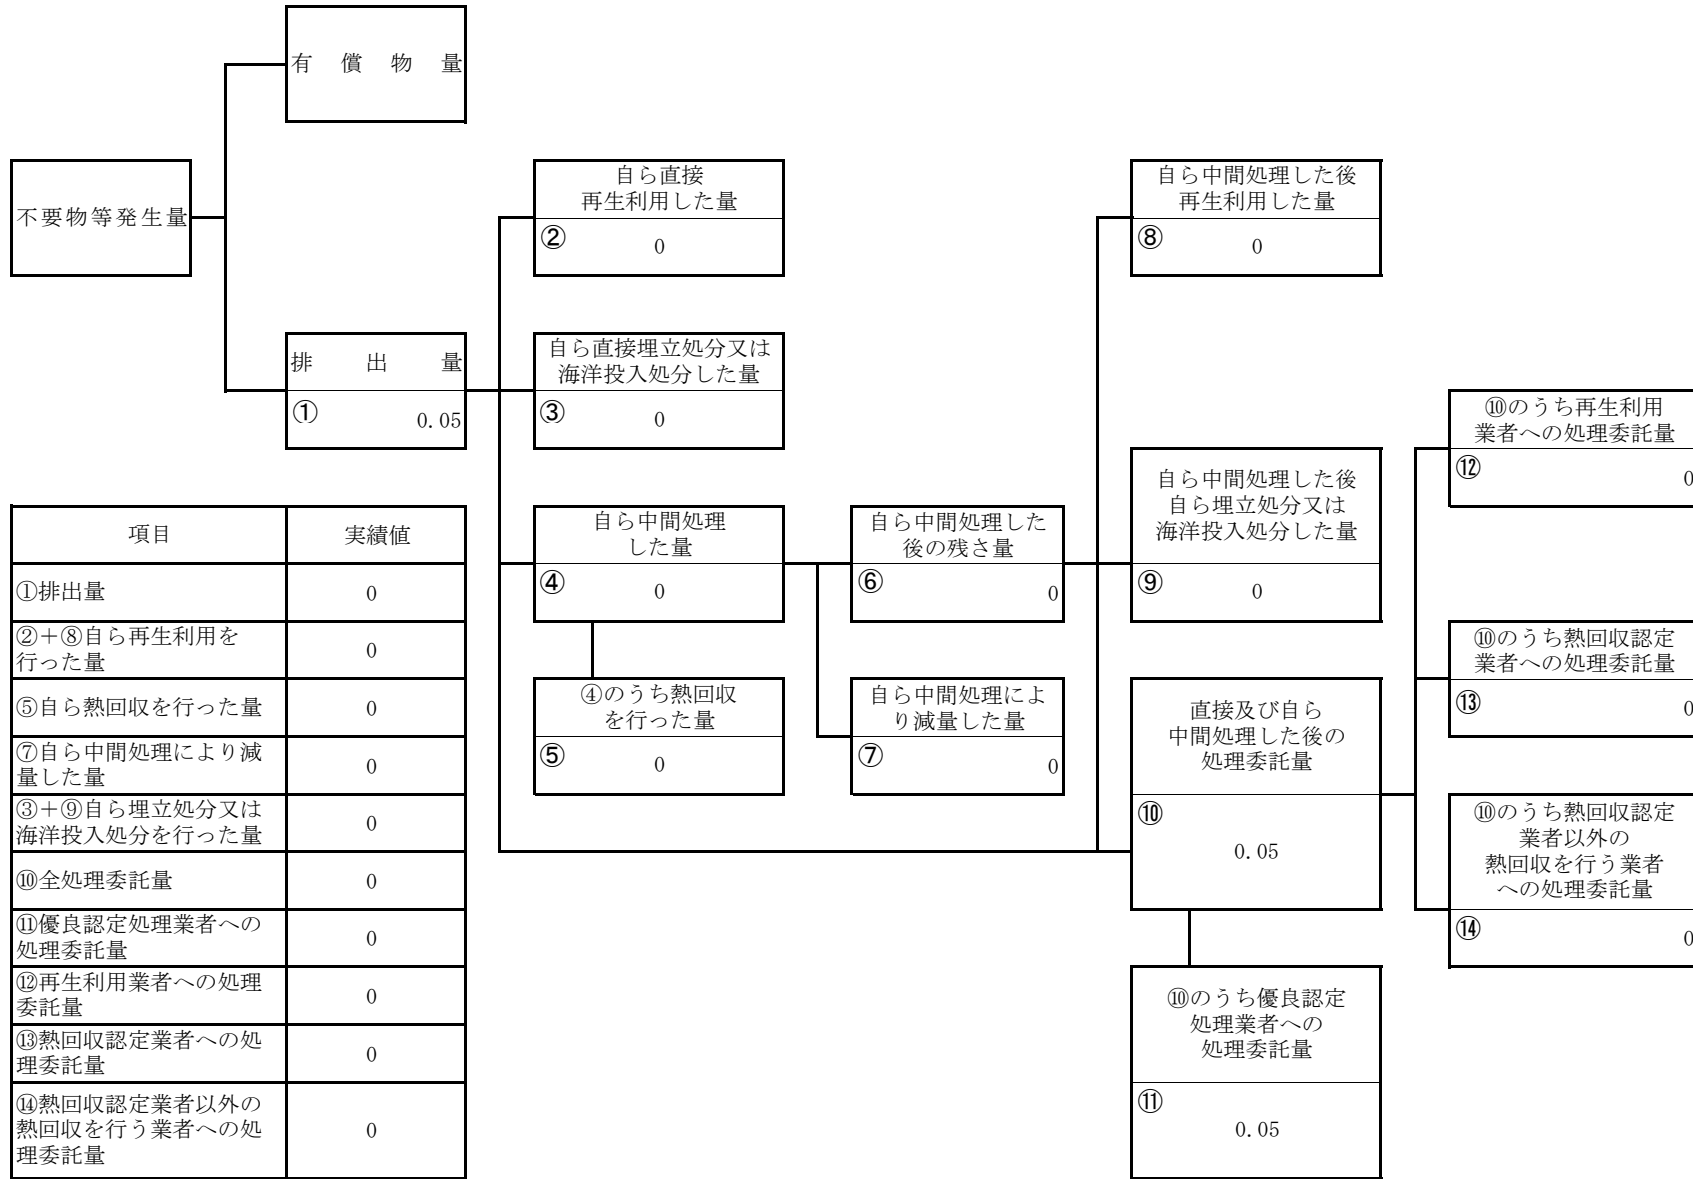 有償物量
不要物等発生量
排出量
① 0.05
自ら直接
再生利用した量
② 0
自ら直接埋立処分又は
海洋投入処分した量
③ 0
自ら中間処理
した量
④ 0
④のうち熱回収
を行った量
⑤ 0
自ら中間処理した
後の残さ量
⑥ 0
自ら中間処理によ
り減量した量
⑦ 0
自ら中間処理した後
再生利用した量
⑧ 0
自ら中間処理した後
自ら埋立処分又は
海洋投入処分した量
⑨ 0
直接及び自ら
中間処理した後の
処理委託量
⑩
0.05
⑩のうち優良認定
処理業者への
処理委託量
⑪
0.05
⑩のうち再生利用
業者への処理委託量
⑫ 0
⑩のうち熱回収認定
業者への処理委託量
⑬ 0
⑩のうち熱回収認定
業者以外の
熱回収を行う業者
への処理委託量
⑭ 0
項目 実績値
①排出量 0
②+⑧自ら再生利用を
行った量 0
⑤自ら熱回収を行った量 0
⑦自ら中間処理により減
量した量 0
③+⑨自ら埋立処分又は
海洋投入処分を行った量 0
⑩全処理委託量 0
⑪優良認定処理業者への
処理委託量 0
⑫再生利用業者への処理
委託量 0
⑬熱回収認定業者への処
理委託量 0
⑭熱回収認定業者以外の
熱回収を行う業者への処 0
理委託量